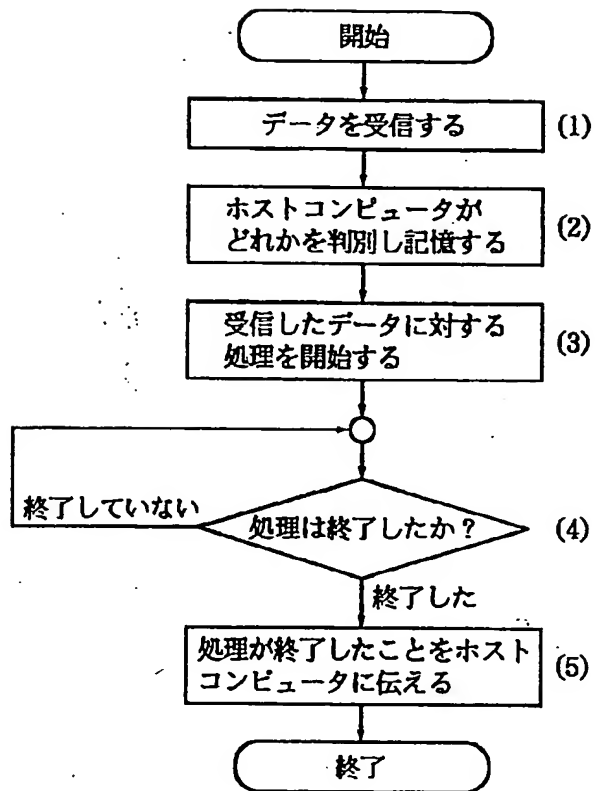 開始
データを受信する
(1)
ホストコンピュータが
どれかを判別し記憶する
(2)
受信したデータに対する
処理を開始する
(3)
終了していない
処理は終了したか？
(4)
終了した
処理が終了したことをホスト
コンピュータに伝える
(5)
終了